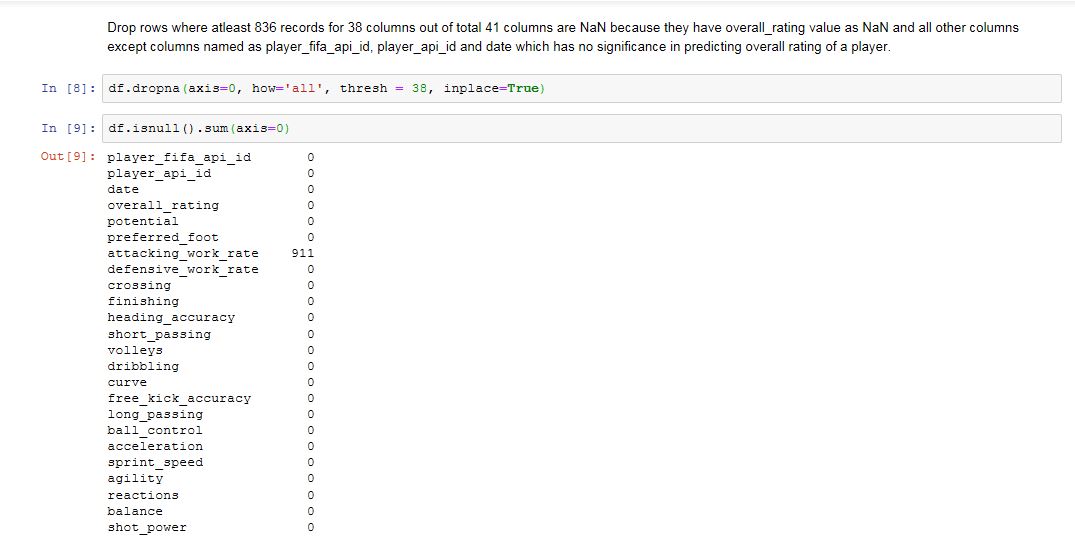 Drop rows where atleast 836 records for 38 columns out of total 41 columns are NaN because they have overall_rating value as NaN and all other columns
except columns named as player_fifa_api_id, player_api_id and date which has no significance in predicting overall rating of a player.
In [8]: df.dropna(axis=0, how='all', thresh = 38, inplace=True)
In [9]: df.isnull().sum(axis=0)
Out[9]: player_fifa_api_id 0
player_api_id 0
date 0
overall_rating 0
potential 0
preferred_foot 0
attacking_work_rate 911
defensive_work_rate 0
crossing 0
finishing 0
heading_accuracy 0
short_passing 0
volleys 0
dribbling 0
curve 0
free_kick_accuracy 0
long_passing 0
ball_control 0
acceleration 0
sprint_speed 0
agility 0
reactions 0
balance 0
shot_power 0